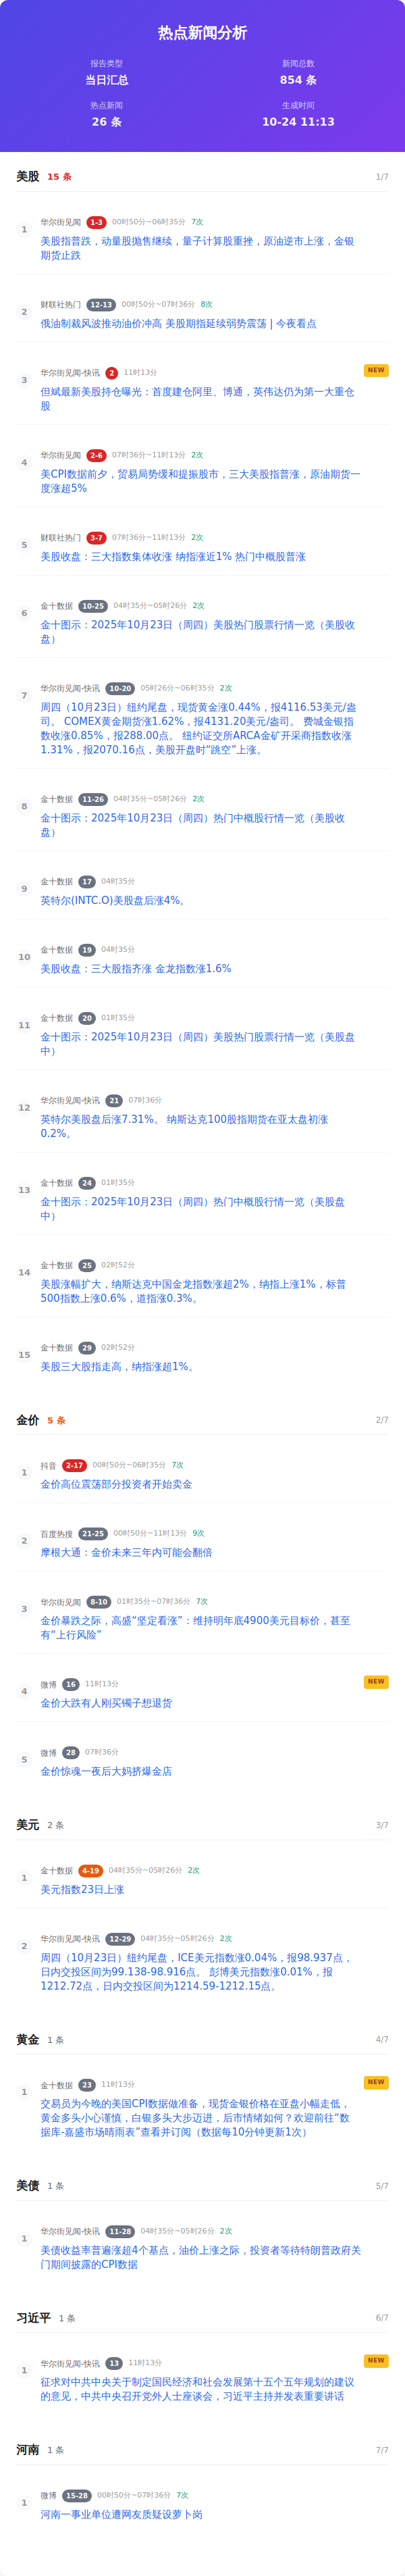 热点新闻分析
报告类型
当日汇总
新闻总数
854 条
热点新闻
26 条
生成时间
10-24 11:13
美股 15 条 1/7
1 华尔街见闻 1-3 00时50分~06时35分 7次
美股指普跌，动量股抛售继续，量子计算股重挫，原油逆市上涨，金银
期货止跌
2 财联社热门 12-13 00时50分~07时36分 8次
俄油制裁风波推动油价冲高 美股期指延续弱势震荡 | 今夜看点
3 华尔街见闻-快讯 2 11时13分 NEW
但斌最新美股持仓曝光：首度建仓阿里、博通，英伟达仍为第一大重仓
股
4 华尔街见闻 2-6 07时36分~11时13分 2次
美CPI数据前夕，贸易局势缓和提振股市，三大美股指普涨，原油期货一
度涨超5%
5 财联社热门 3-7 07时36分~11时13分 2次
美股收盘：三大指数集体收涨 纳指涨近1% 热门中概股普涨
6 金十数据 10-25 04时35分~05时26分 2次
金十图示：2025年10月23日（周四）美股热门股票行情一览（美股收
盘）
7 华尔街见闻-快讯 10-20 05时26分~06时35分 2次
周四（10月23日）纽约尾盘，现货黄金涨0.44%，报4116.53美元/盎
司。 COMEX黄金期货涨1.62%，报4131.20美元/盎司。 费城金银指
数收涨0.85%，报288.00点。 纽约证交所ARCA金矿开采商指数收涨
1.31%，报2070.16点，美股开盘时“跳空”上涨。
8 金十数据 11-26 04时35分~05时26分 2次
金十图示：2025年10月23日（周四）热门中概股行情一览（美股收
盘）
9 金十数据 17 04时35分
英特尔(INTC.O)美股盘后涨4%。
10 金十数据 19 04时35分
美股收盘：三大股指齐涨 金龙指数涨1.6%
11 金十数据 20 01时35分
金十图示：2025年10月23日（周四）美股热门股票行情一览（美股盘
中）
12 华尔街见闻-快讯 21 07时36分
英特尔美股盘后涨7.31%。 纳斯达克100股指期货在亚太盘初涨
0.2%。
13 金十数据 24 01时35分
金十图示：2025年10月23日（周四）热门中概股行情一览（美股盘
中）
14 金十数据 25 02时52分
美股涨幅扩大，纳斯达克中国金龙指数涨超2%，纳指上涨1%，标普
500指数上涨0.6%，道指涨0.3%。
15 金十数据 29 02时52分
美股三大股指走高，纳指涨超1%。
金价 5 条 2/7
1 抖音 2-17 00时50分~06时35分 7次
金价高位震荡部分投资者开始卖金
2 百度热搜 21-25 00时50分~11时13分 9次
摩根大通：金价未来三年内可能会翻倍
3 华尔街见闻 8-10 01时35分~07时36分 7次
金价暴跌之际，高盛“坚定看涨”：维持明年底4900美元目标价，甚至
有“上行风险”
4 微博 16 11时13分 NEW
金价大跌有人刚买镯子想退货
5 微博 28 07时36分
金价惊魂一夜后大妈挤爆金店
美元 2 条 3/7
1 金十数据 4-19 04时35分~05时26分 2次
美元指数23日上涨
2 华尔街见闻-快讯 12-29 04时35分~05时26分 2次
周四（10月23日）纽约尾盘，ICE美元指数涨0.04%，报98.937点，
日内交投区间为99.138-98.916点。 彭博美元指数涨0.01%，报
1212.72点，日内交投区间为1214.59-1212.15点。
黄金 1 条 4/7
1 金十数据 23 11时13分 NEW
交易员为今晚的美国CPI数据做准备，现货金银价格在亚盘小幅走低，
黄金多头小心谨慎，白银多头大步迈进，后市情绪如何？欢迎前往“数
据库-嘉盛市场晴雨表”查看并订阅（数据每10分钟更新1次）
美债 1 条 5/7
1 华尔街见闻-快讯 11-28 04时35分~05时26分 2次
美债收益率普遍涨超4个基点，油价上涨之际，投资者等待特朗普政府关
门期间披露的CPI数据
习近平 1 条 6/7
1 华尔街见闻-快讯 13 11时13分 NEW
征求对中共中央关于制定国民经济和社会发展第十五个五年规划的建议
的意见，中共中央召开党外人士座谈会，习近平主持并发表重要讲话
河南 1 条 7/7
1 微博 15-28 00时50分~07时36分 7次
河南一事业单位遭网友质疑设萝卜岗